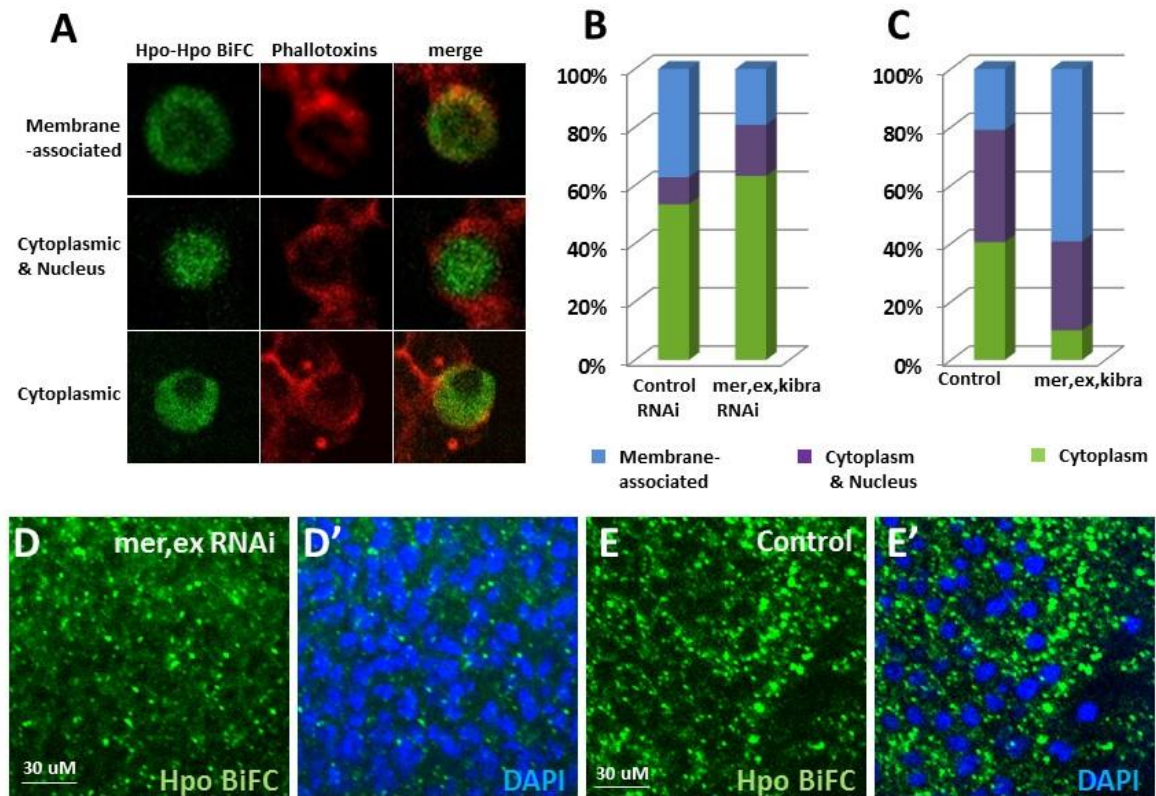 A
Hpo-Hpo BiFC Phallotoxins merge
Membrane
-associated
Cytoplasmic
& Nucleus
Cytoplasmic
B
100%
80%
60%
40%
20%
0%
Control mer,ex,kibra
RNAi RNAi
C
100%
80%
60%
40%
20%
0%
Control mer,ex,kibra
Membrane-
associated
Cytoplasm
& Nucleus
Cytoplasm
D mer,ex RNAi
30 uM Hpo BiFC
D’
DAPI
E Control
30 uM Hpo BiFC
E’
DAPI